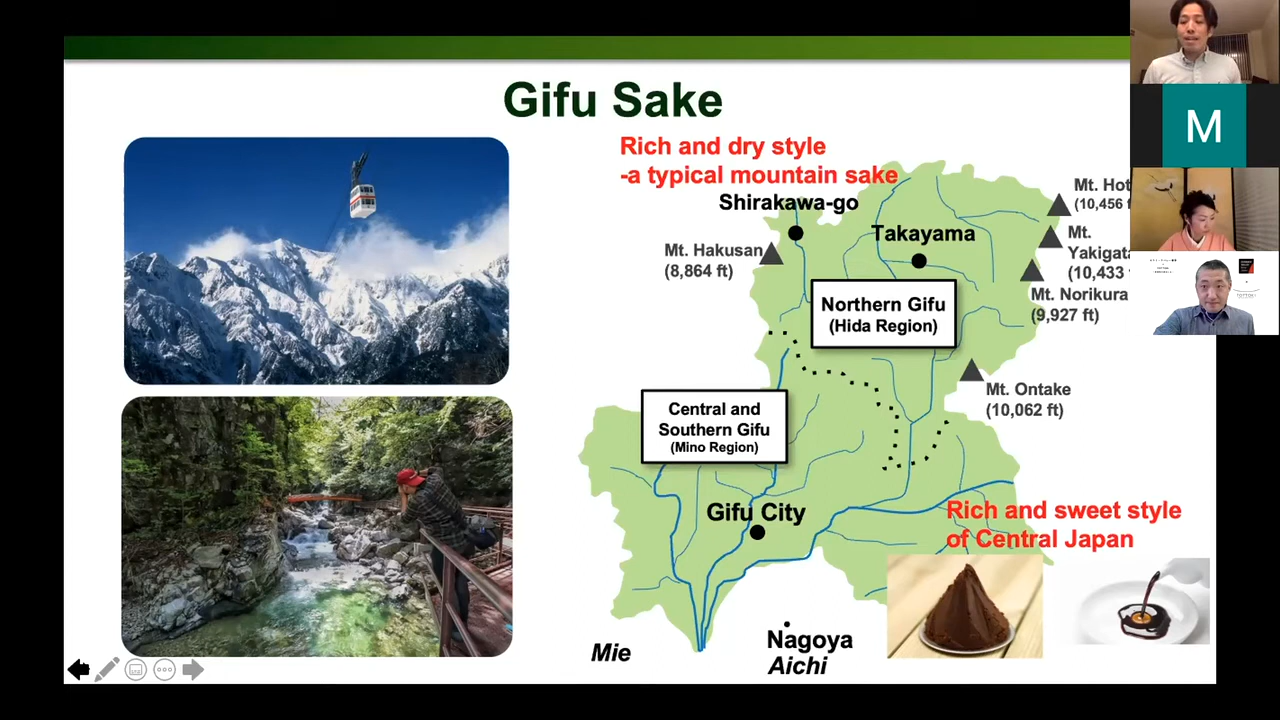 Gifu Sake
Rich and dry style
-a typical mountain sake
Shirakawa-go
Takayama
Mt. Hakusan
(8,864 ft)
Mt. Hot
(10,456 f
Mt.
Yakigata
(10,433
Mt. Norikura
(9,927 ft)
Northern Gifu
(Hida Region)
Mt. Ontake
(10,062 ft)
Central and
Southern Gifu
(Mino Region)
Gifu City
Rich and sweet style
of Central Japan
Mie
Nagoya
Aichi
M